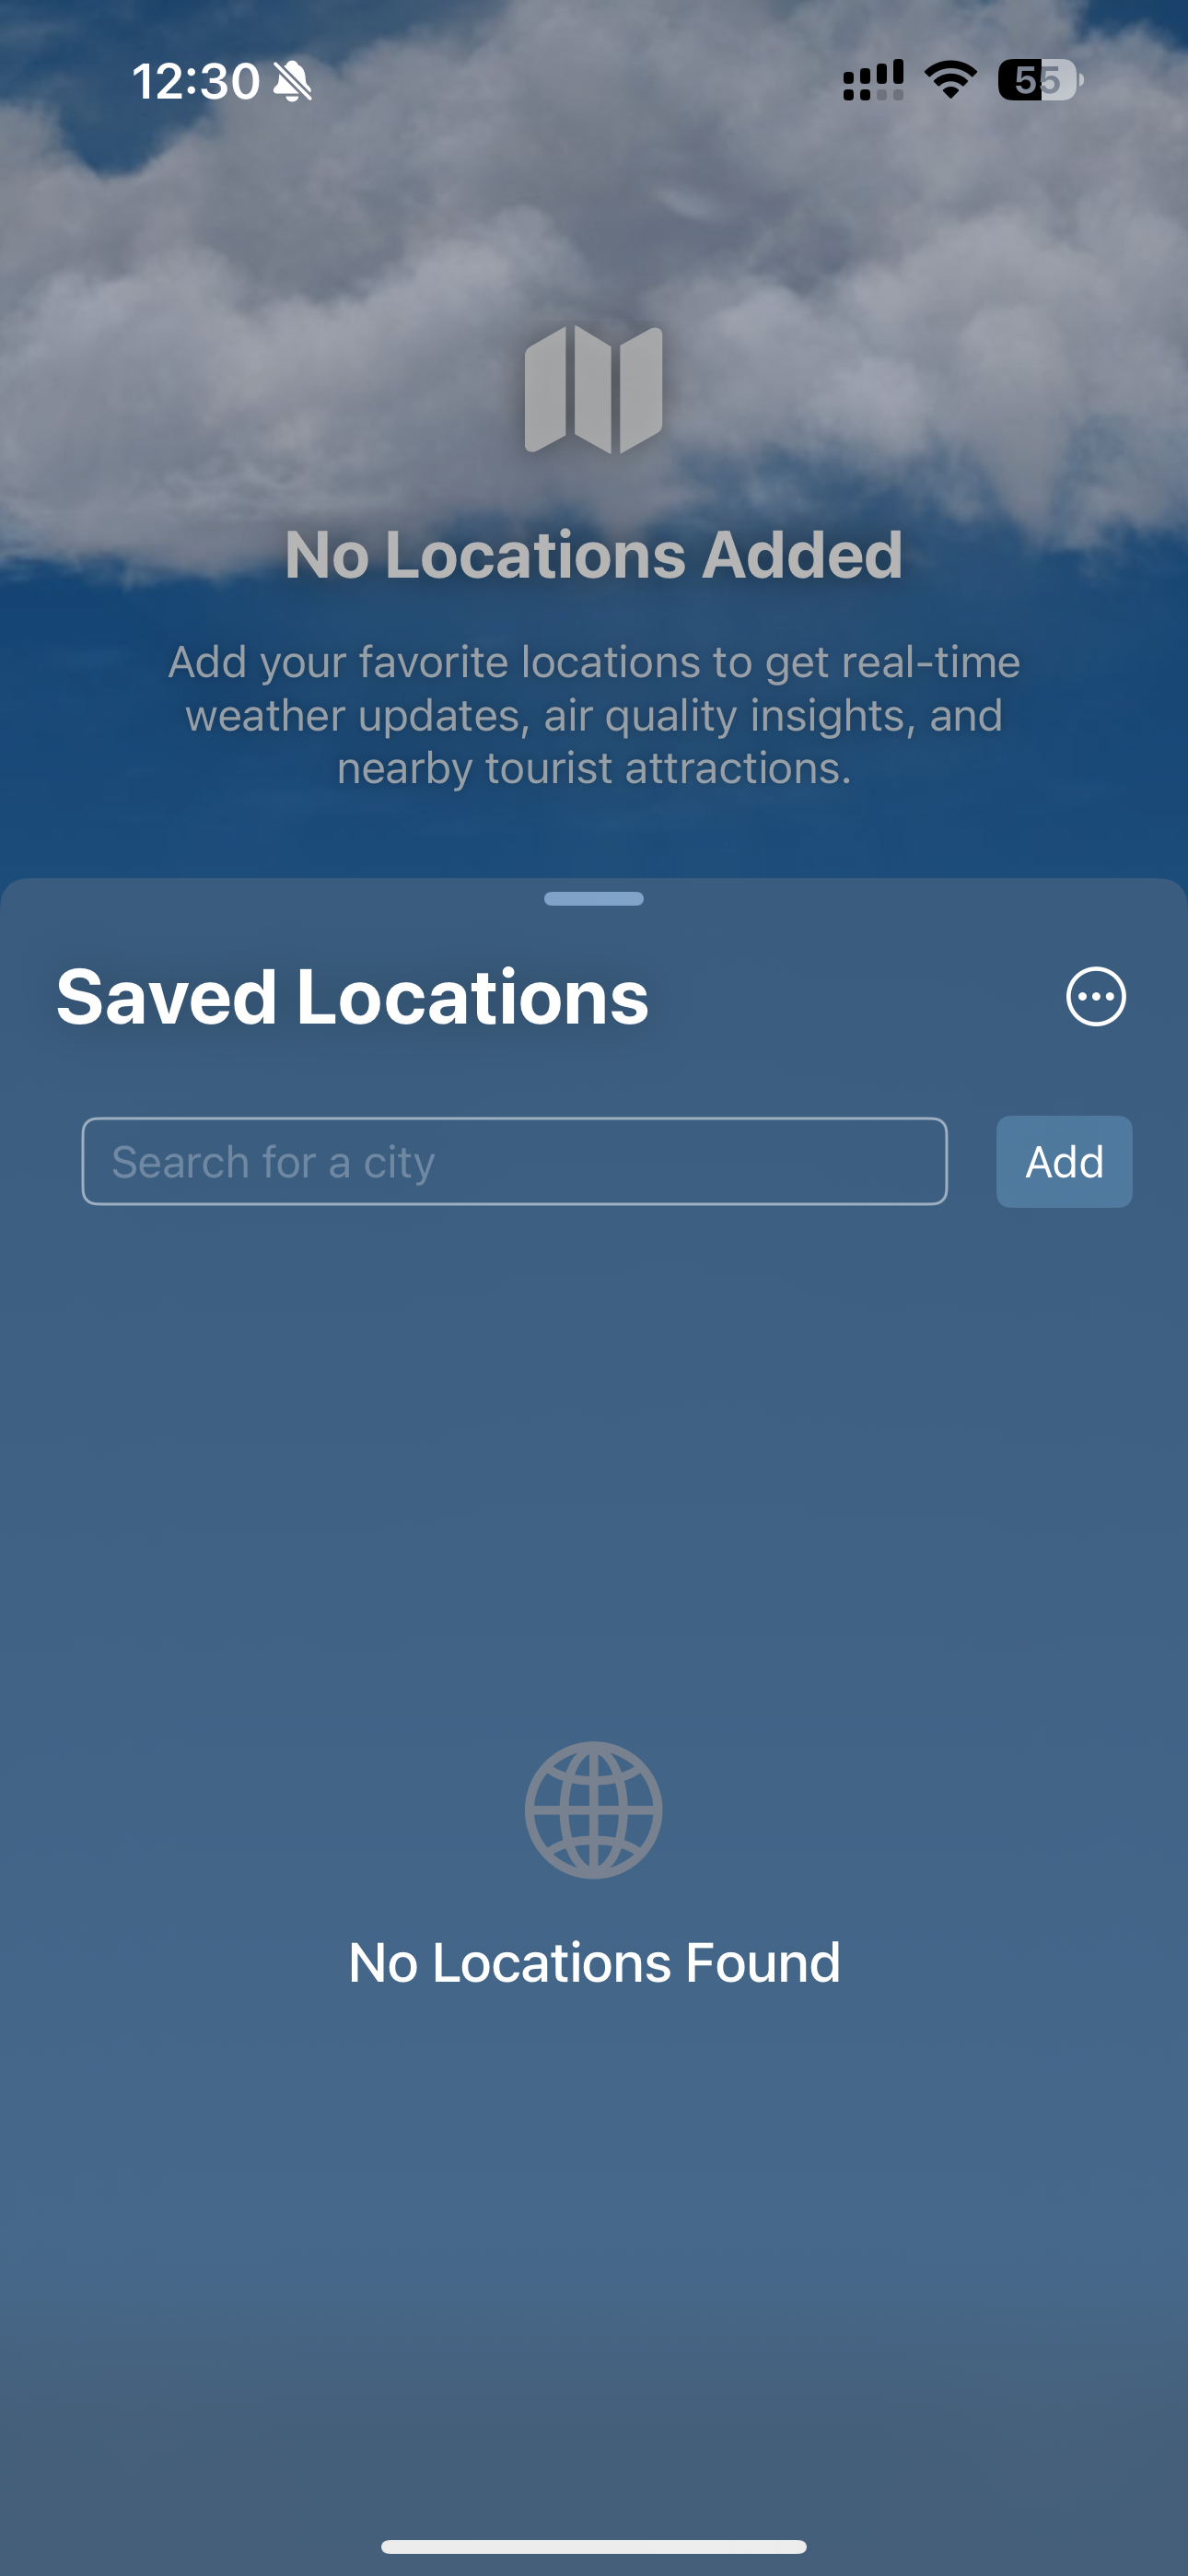 12:30
55
No Locations Added
Add your favorite locations to get real-time
weather updates, air quality insights, and
nearby tourist attractions.
Saved Locations
Search for a city
Add
No Locations Found